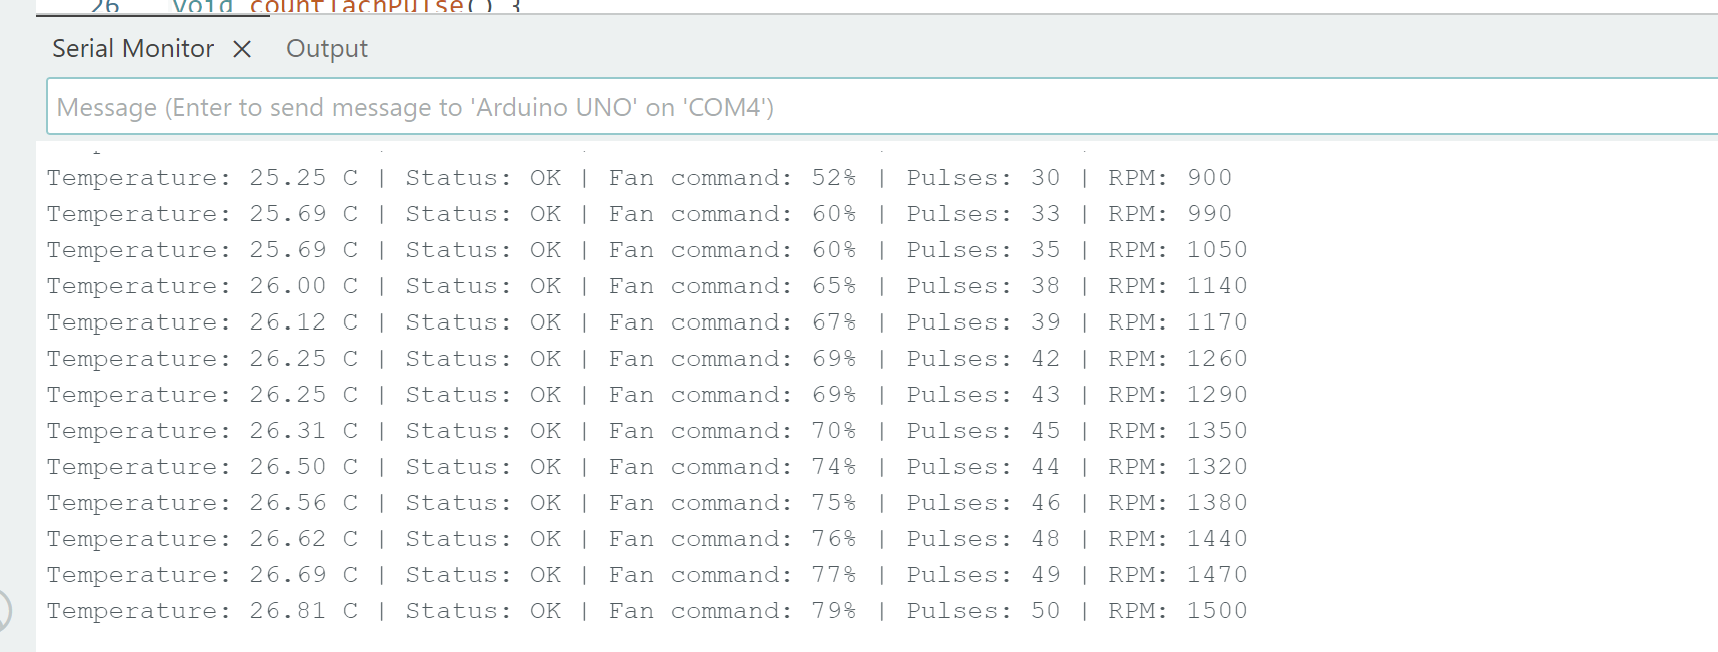 26 void countTachPulse() {
Serial Monitor Output
Message (Enter to send message to 'Arduino UNO' on 'COM4')
Temperature: 25.25 C | Status: OK | Fan command: 52% | Pulses: 30 | RPM: 900
Temperature: 25.69 C | Status: OK | Fan command: 60% | Pulses: 33 | RPM: 990
Temperature: 25.69 C | Status: OK | Fan command: 60% | Pulses: 35 | RPM: 1050
Temperature: 26.00 C | Status: OK | Fan command: 65% | Pulses: 38 | RPM: 1140
Temperature: 26.12 C | Status: OK | Fan command: 67% | Pulses: 39 | RPM: 1170
Temperature: 26.25 C | Status: OK | Fan command: 69% | Pulses: 42 | RPM: 1260
Temperature: 26.25 C | Status: OK | Fan command: 69% | Pulses: 43 | RPM: 1290
Temperature: 26.31 C | Status: OK | Fan command: 70% | Pulses: 45 | RPM: 1350
Temperature: 26.50 C | Status: OK | Fan command: 74% | Pulses: 44 | RPM: 1320
Temperature: 26.56 C | Status: OK | Fan command: 75% | Pulses: 46 | RPM: 1380
Temperature: 26.62 C | Status: OK | Fan command: 76% | Pulses: 48 | RPM: 1440
Temperature: 26.69 C | Status: OK | Fan command: 77% | Pulses: 49 | RPM: 1470
Temperature: 26.81 C | Status: OK | Fan command: 79% | Pulses: 50 | RPM: 1500